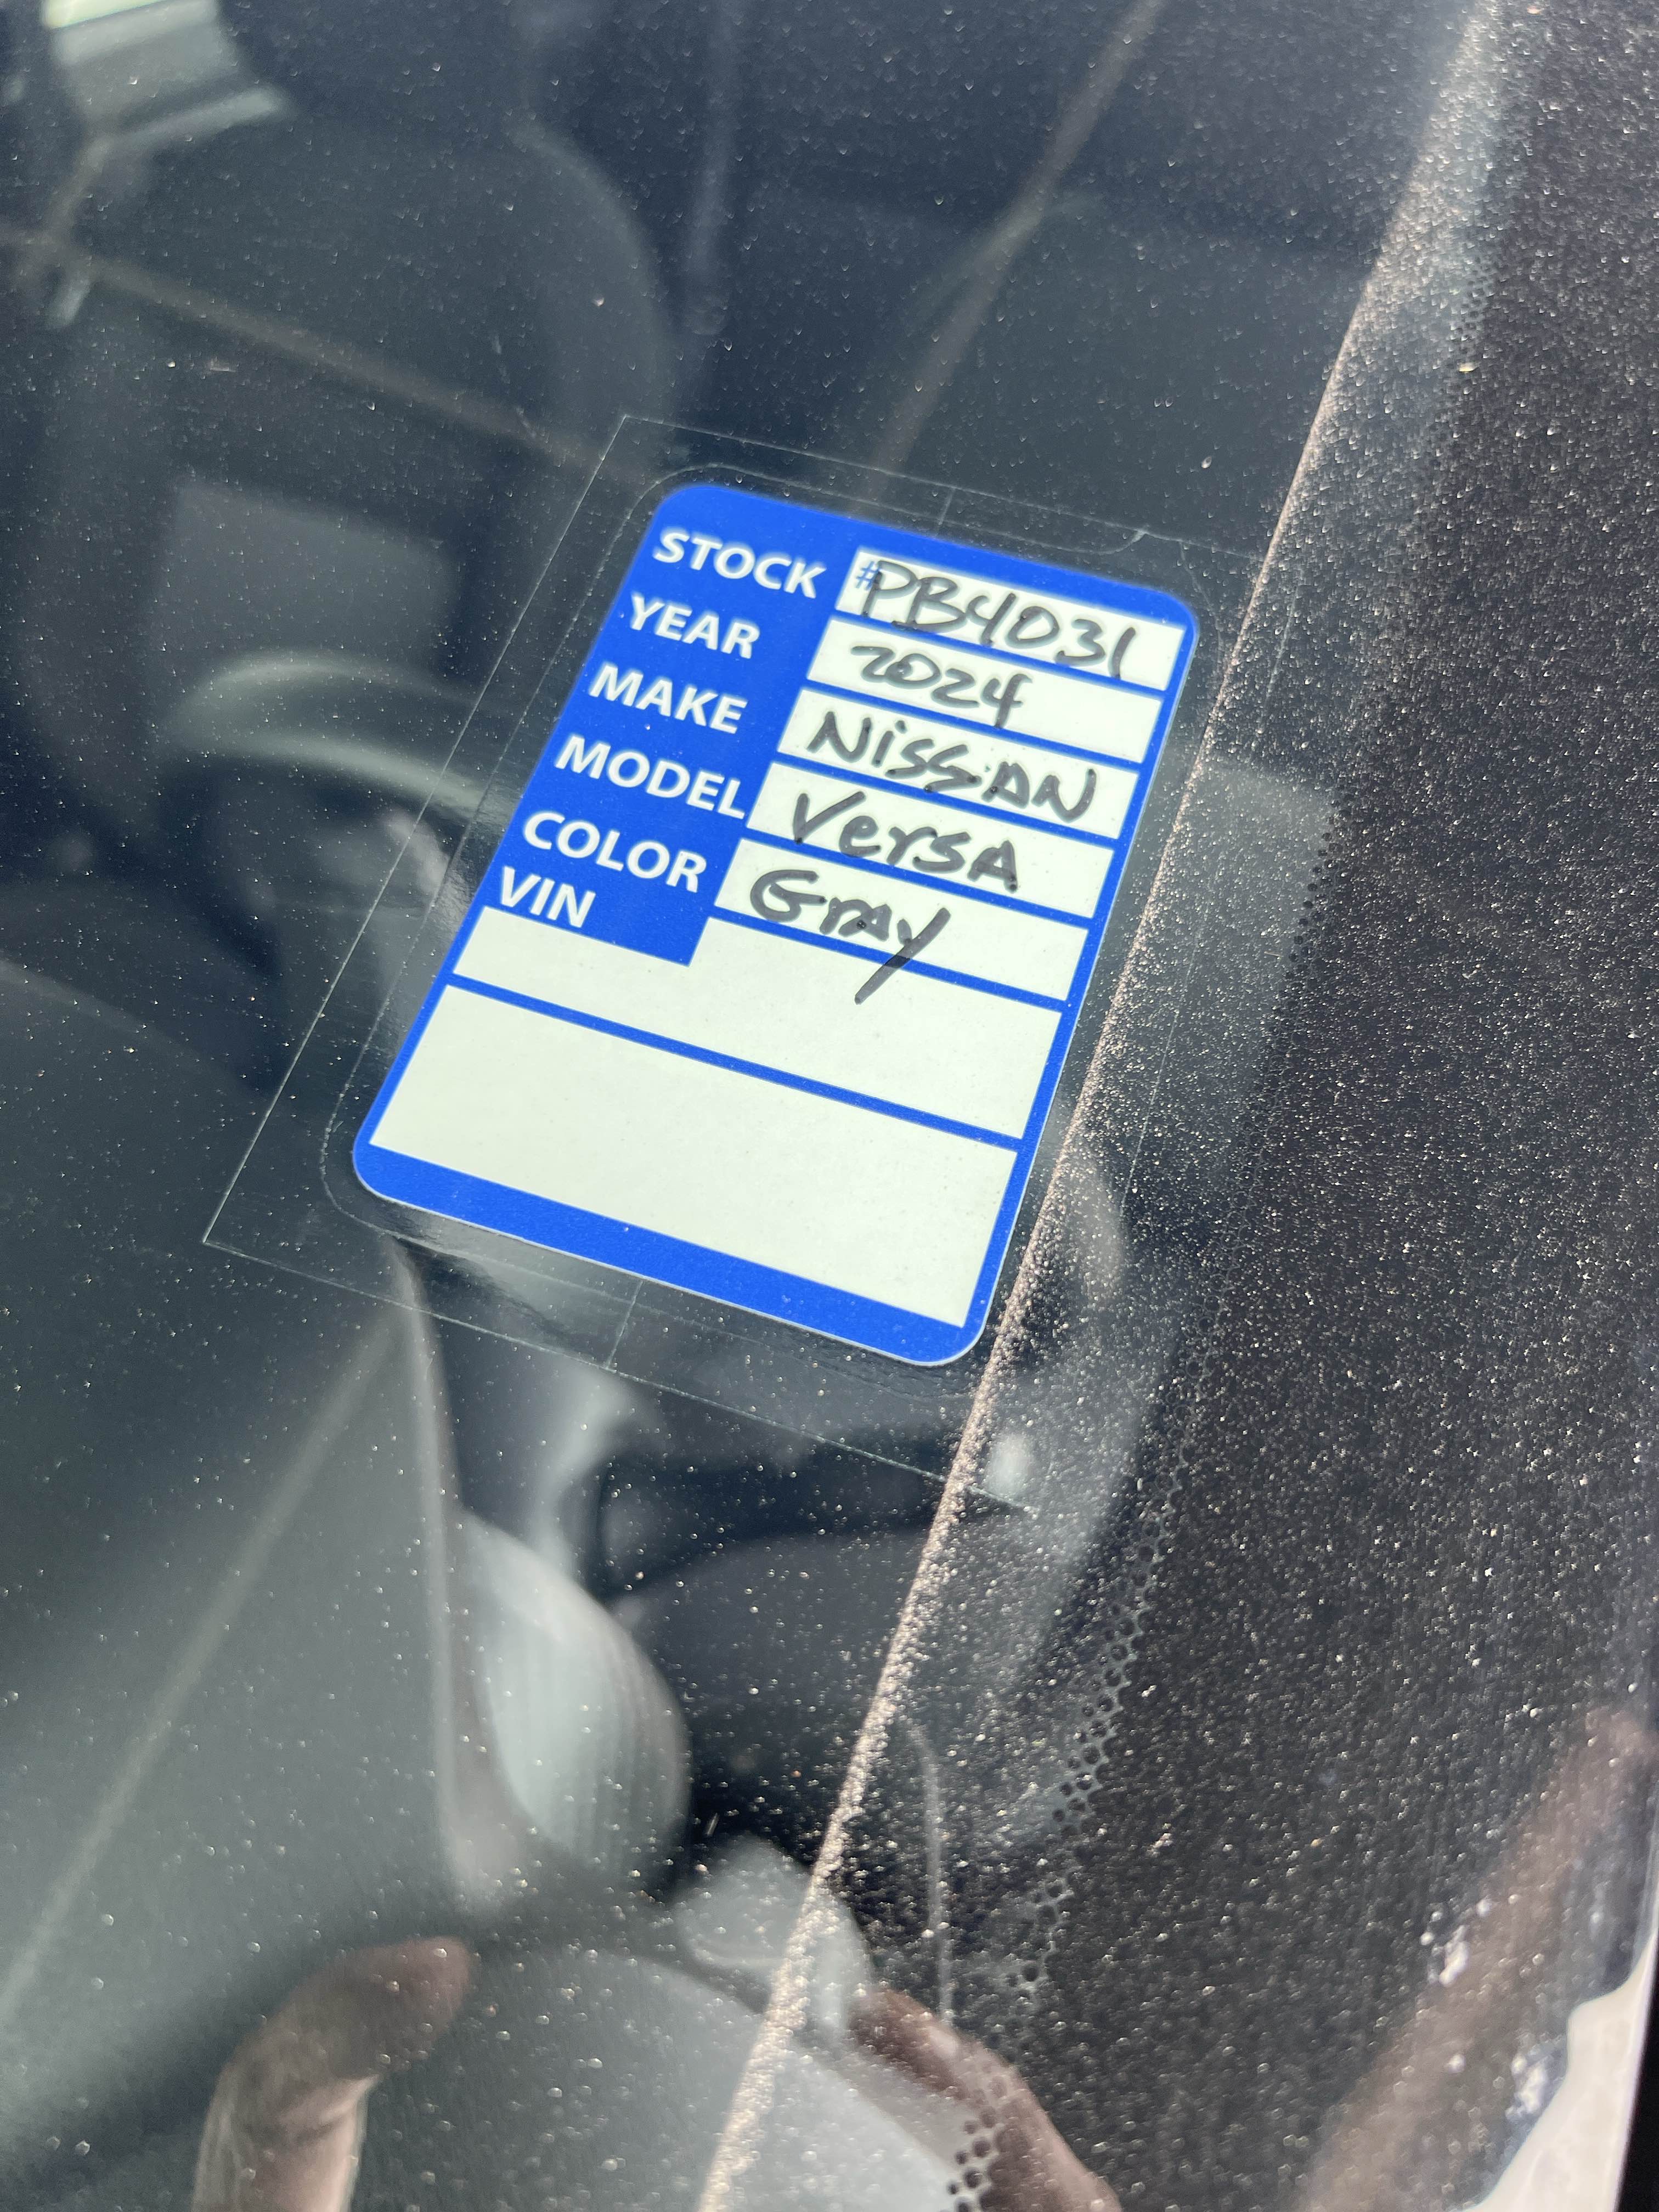 STOCK #PB4031
YEAR 2024
MAKE NiSSAN
MODEL VerSA
COLOR GrAy
VIN